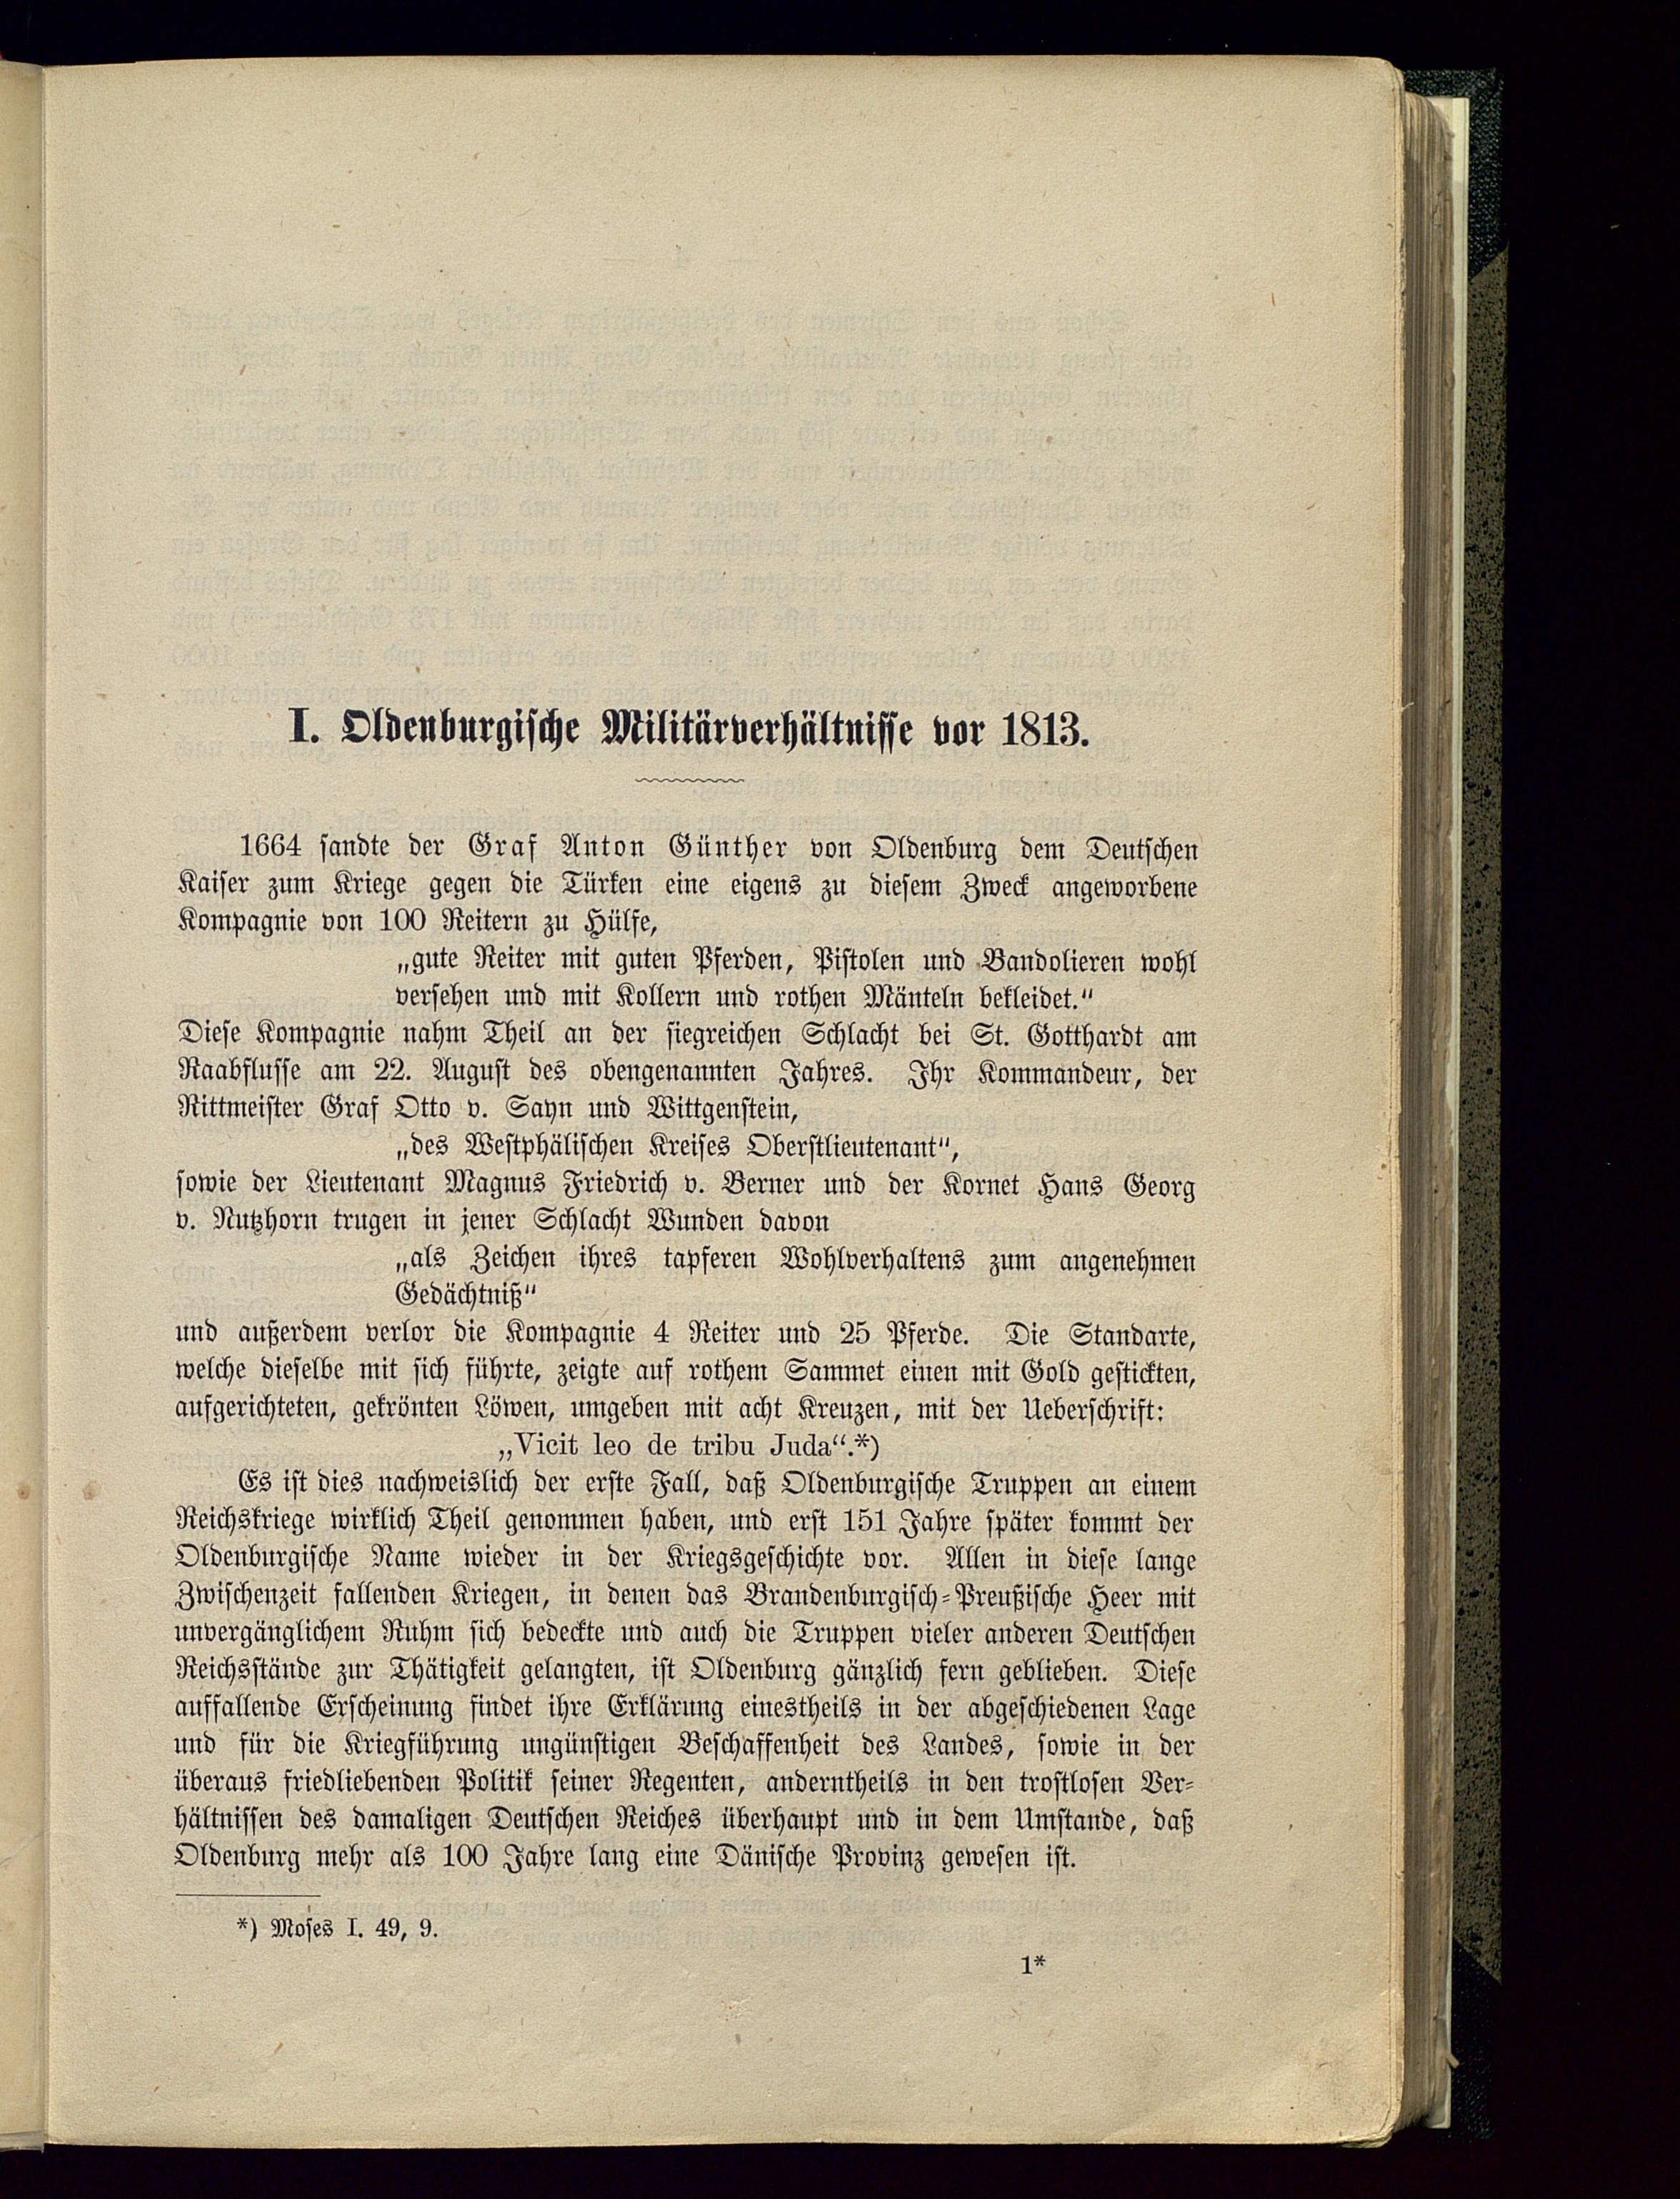 I. Oldenburgische Militärverhältnisse vor 1813.
1664 sandte der Graf Anton Günther von Oldenburg dem Deutschen
Kaiser zum Kriege gegen die Türken eine eigens zu diesem Zweck angeworbene
Kompagnie von 100 Reitern zu Hülfe,
„gute Reiter mit guten Pferden, Pistolen und Bandolieren wohl
versehen und mit Kollern und rothen Mänteln bekleidet.“
Diese Kompagnie nahm Theil an der siegreichen Schlacht bei St. Gotthardt am
Raabflusse am 22. August des obengenannten Jahres. Ihr Kommandeur, der
Rittmeister Graf Otto v. Sayn und Wittgenstein,
„des Westphälischen Kreises Oberstlieutenant“,
sowie der Lieutenant Magnus Friedrich v. Berner und der Kornet Hans Georg
v. Nutzhorn trugen in jener Schlacht Wunden davon
„als Zeichen ihres tapferen Wohlverhaltens zum angenehmen
Gedächtniß“
und außerdem verlor die Kompagnie 4 Reiter und 25 Pferde. Die Standarte,
welche dieselbe mit sich führte, zeigte auf rothem Sammet einen mit Gold gestickten,
aufgerichteten, gekrönten Löwen, umgeben mit acht Kreuzen, mit der Ueberschrift:
„Vicit leo de tribu Juda“.*)
Es ist dies nachweislich der erste Fall, daß Oldenburgische Truppen an einem
Reichskriege wirklich Theil genommen haben, und erst 151 Jahre später kommt der
Oldenburgische Name wieder in der Kriegsgeschichte vor. Allen in diese lange
Zwischenzeit fallenden Kriegen, in denen das Brandenburgisch-Preußische Heer mit
unvergänglichem Ruhm sich bedeckte und auch die Truppen vieler anderen Deutschen
Reichsstände zur Thätigkeit gelangten, ist Oldenburg gänzlich fern geblieben. Diese
auffallende Erscheinung findet ihre Erklärung einestheils in der abgeschiedenen Lage
und für die Kriegführung ungünstigen Beschaffenheit des Landes, sowie in der
überaus friedliebenden Politik seiner Regenten, anderntheils in den trostlosen Ver-
hältnissen des damaligen Deutschen Reiches überhaupt und in dem Umstande, daß
Oldenburg mehr als 100 Jahre lang eine Dänische Provinz gewesen ist.
*) Moses I. 49, 9.
1*